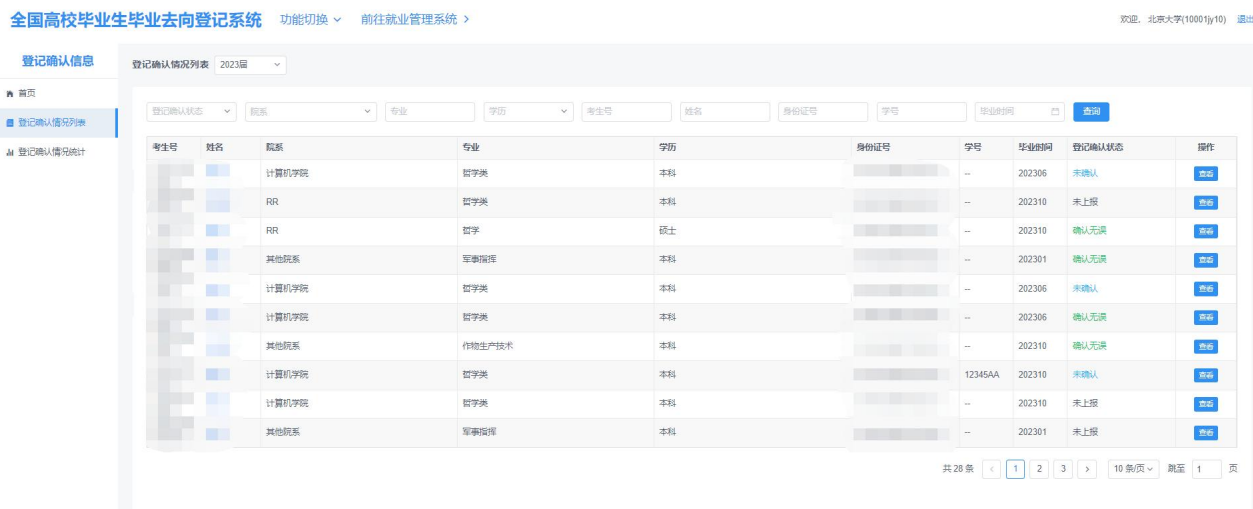 全国高校毕业生毕业去向登记系统 功能切换 前往就业管理系统 > 欢迎, 北京大学(10001jy10) 退出
登记确认信息
登记确认情况列表 2023届
首页
登记确认情况列表
登记确认情况统计
登记确认状态 院系 专业 学历 考生号 姓名 身份证号 学号 毕业时间 查询
考生号 姓名 院系 专业 学历 身份证号 学号 毕业时间 登记确认状态 操作
计算机学院 哲学类 本科 -- 202306 未确认 查看
RR 哲学类 本科 -- 202310 未上报 查看
RR 哲学 硕士 -- 202310 确认无误 查看
其他院系 军事指挥 本科 -- 202301 确认无误 查看
计算机学院 哲学类 本科 -- 202306 未确认 查看
计算机学院 哲学类 本科 -- 202306 确认无误 查看
其他院系 作物生产技术 本科 -- 202310 确认无误 查看
计算机学院 哲学类 本科 12345AA 202310 未确认 查看
计算机学院 哲学类 本科 -- 202310 未上报 查看
其他院系 军事指挥 本科 -- 202301 未上报 查看
共 28 条 < 1 2 3 > 10 条/页 跳至 1 页